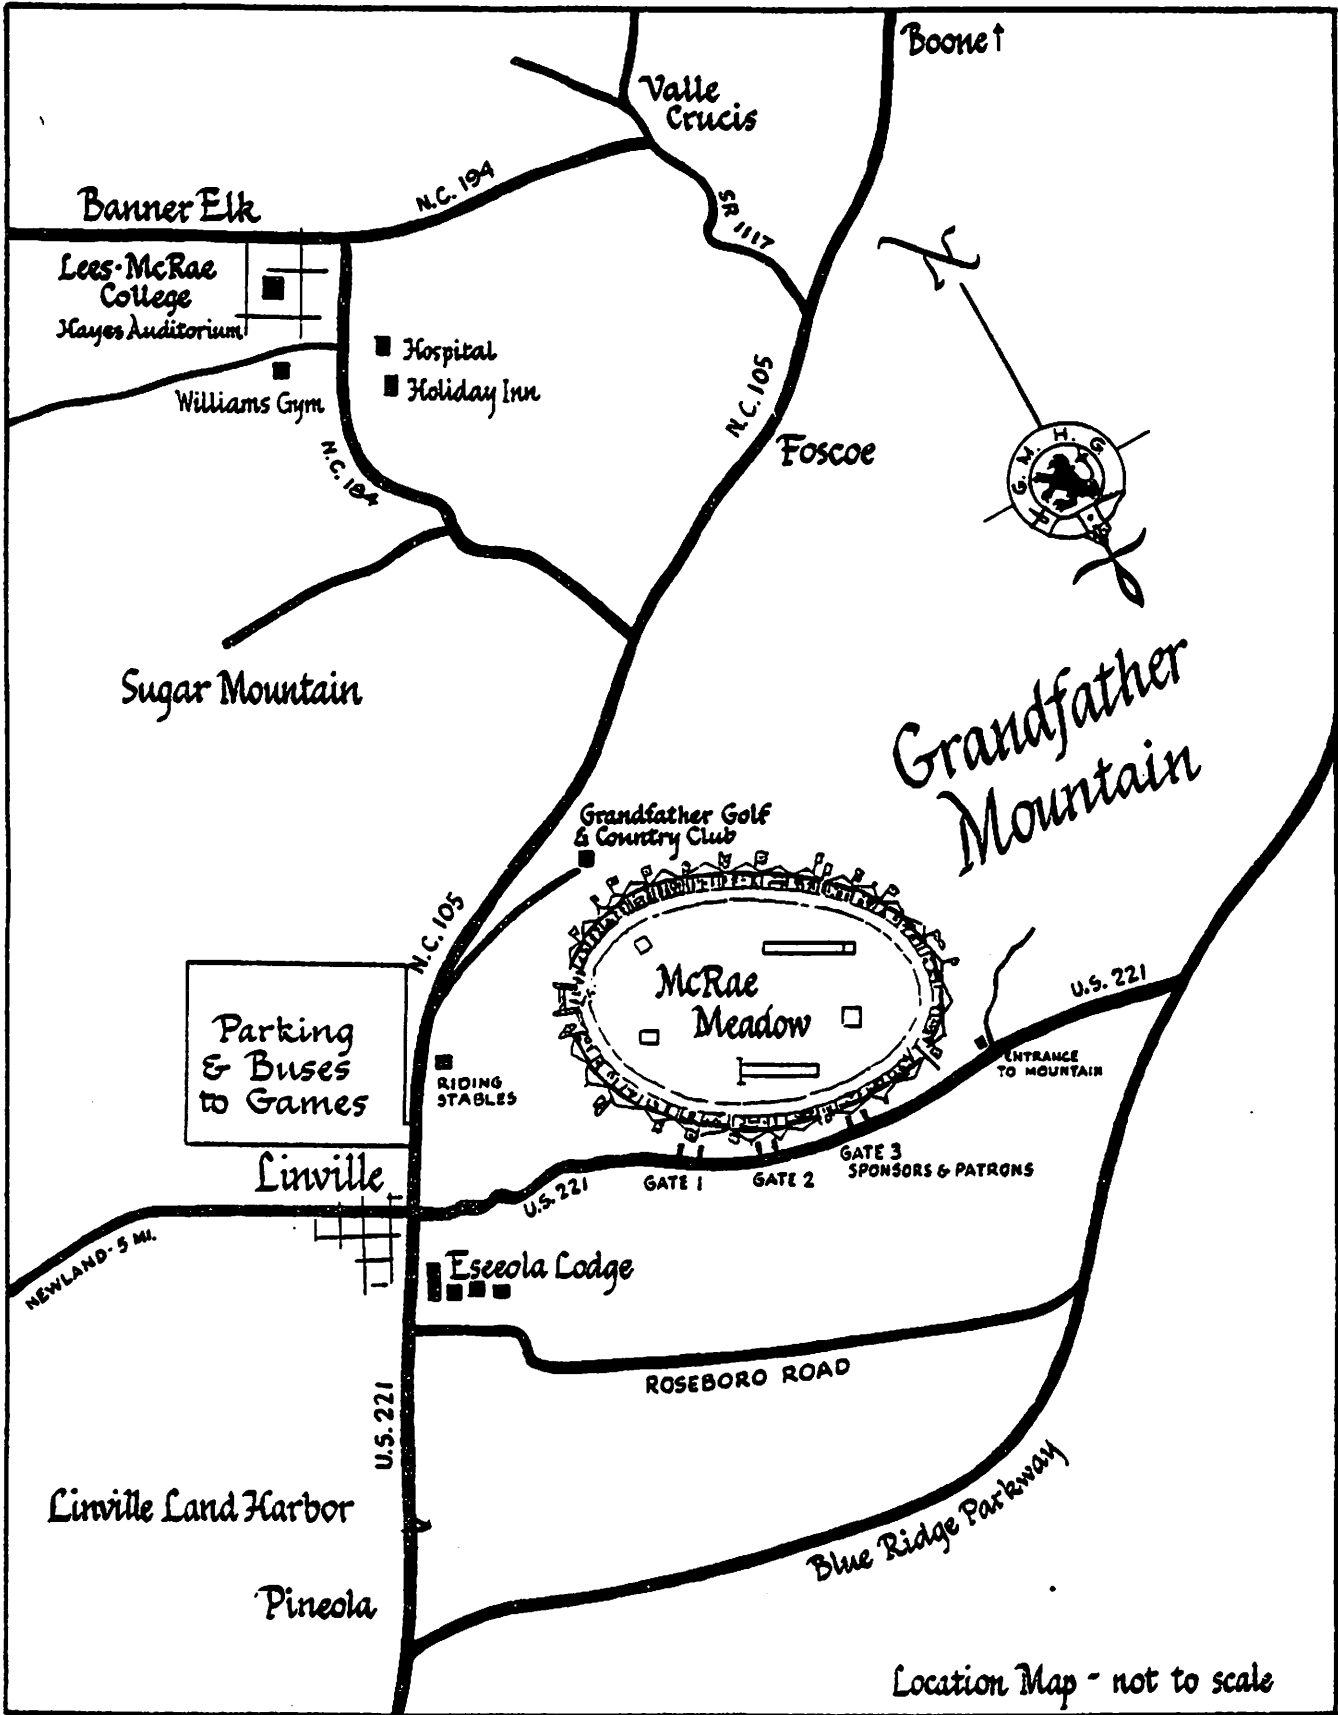 Boone↑
Valle
Crucis
N.C. 194
Banner Elk
SR 1117
Lees-McRae
College
Hayes Auditorium
Hospital
Holiday Inn
Williams Gym
N.C. 105
Foscoe
G. M. H. G.
N.C. 184
Sugar Mountain
Grandfather
Mountain
Grandfather Golf
& Country Club
N.C. 105
McRae
Meadow
U.S. 221
Parking
& Buses
to Games
RIDING
STABLES
ENTRANCE
TO MOUNTAIN
Linville
U.S. 221
GATE 1
GATE 2
GATE 3
SPONSORS & PATRONS
NEWLAND - 5 MI.
Eseeola Lodge
ROSEBORO ROAD
U.S. 221
Linville Land Harbor
Blue Ridge Parkway
Pineola
Location Map - not to scale